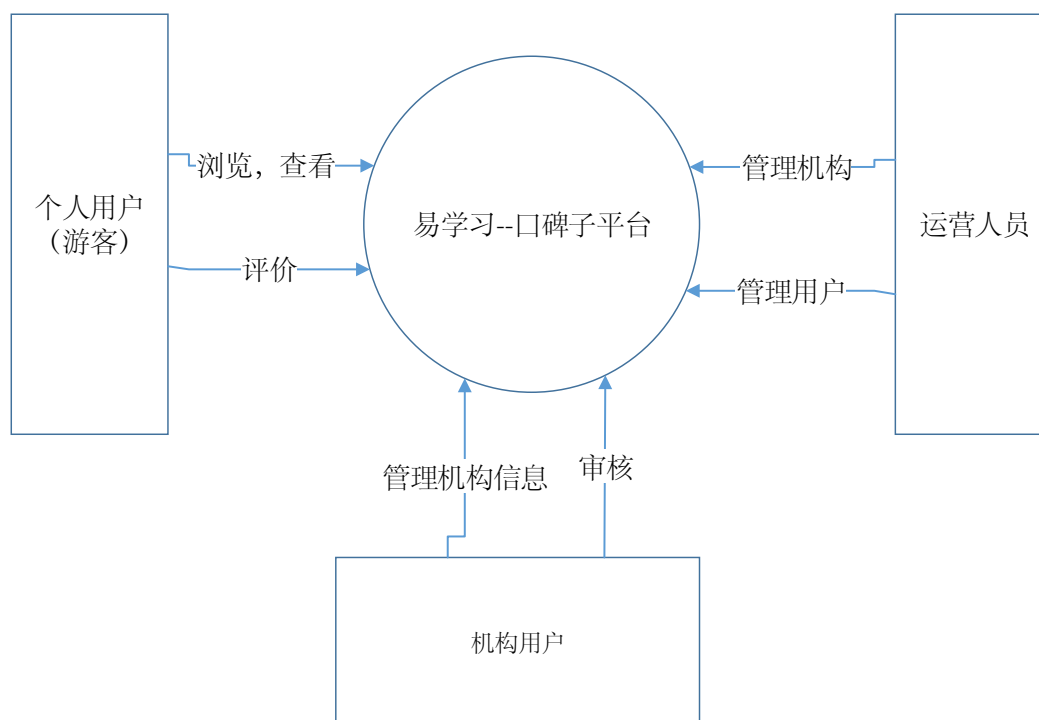 浏览，查看
管理机构
个人用户
（游客）
易学习--口碑子平台
运营人员
评价
管理用户
管理机构信息
审核
机构用户